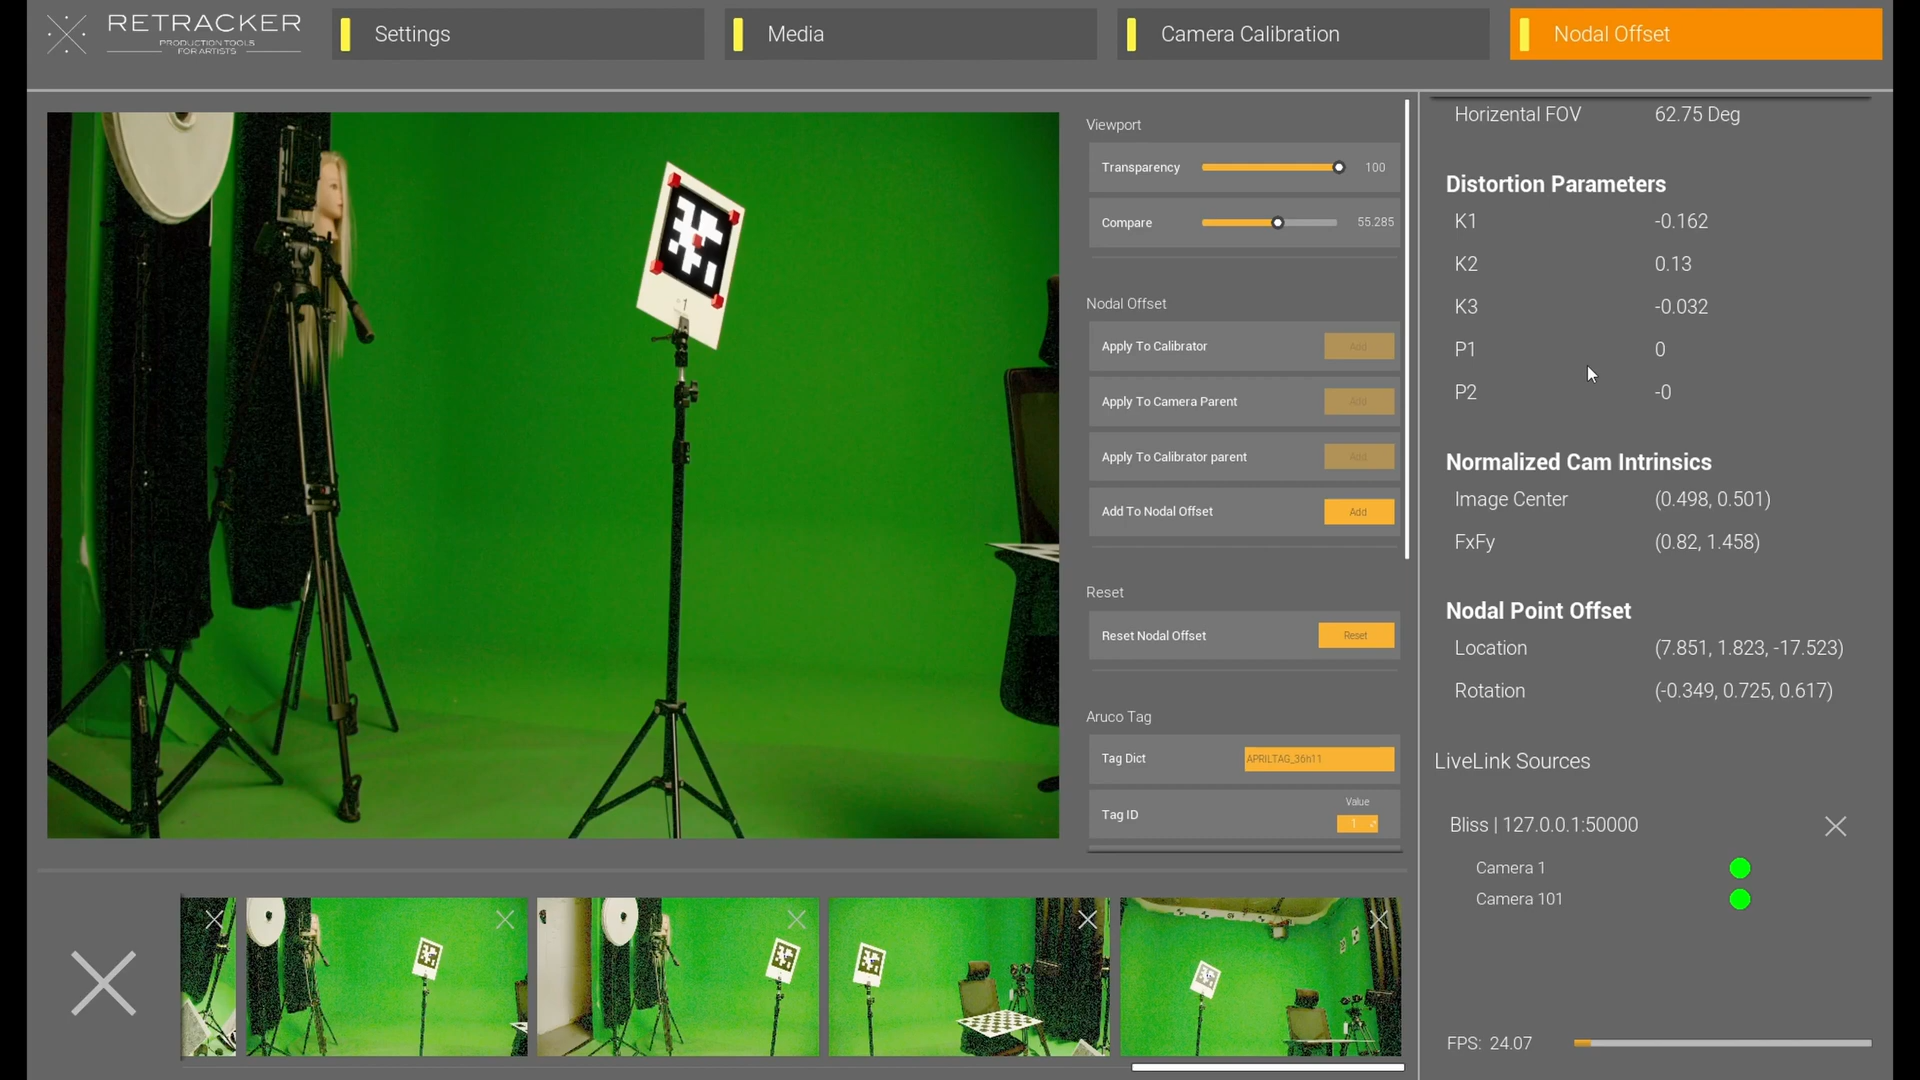 RETRACKER
PRODUCTION TOOLS
FOR ARTISTS
Settings
Media
Camera Calibration
Nodal Offset
Viewport
Transparency 100
Compare 55.285
Nodal Offset
Apply To Calibrator Add
Apply To Camera Parent Add
Apply To Calibrator parent Add
Add To Nodal Offset Add
Reset
Reset Nodal Offset Reset
Aruco Tag
Tag Dict APRILTAG_36h11
Value
Tag ID 1
1
Horizental FOV 62.75 Deg
Distortion Parameters
K1 -0.162
K2 0.13
K3 -0.032
P1 0
P2 -0
Normalized Cam Intrinsics
Image Center (0.498, 0.501)
FxFy (0.82, 1.458)
Nodal Point Offset
Location (7.851, 1.823, -17.523)
Rotation (-0.349, 0.725, 0.617)
LiveLink Sources
Bliss | 127.0.0.1:50000
Camera 1
Camera 101
FPS: 24.07